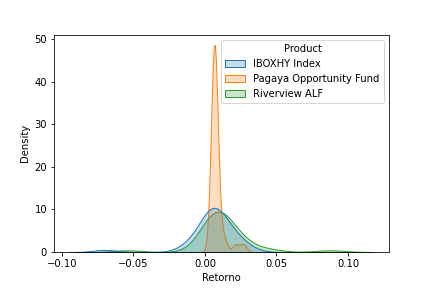 50
40
30
20
10
0
Density
Product
IBOXHY Index
Pagaya Opportunity Fund
Riverview ALF
−0.10 −0.05 0.00 0.05 0.10
Retorno